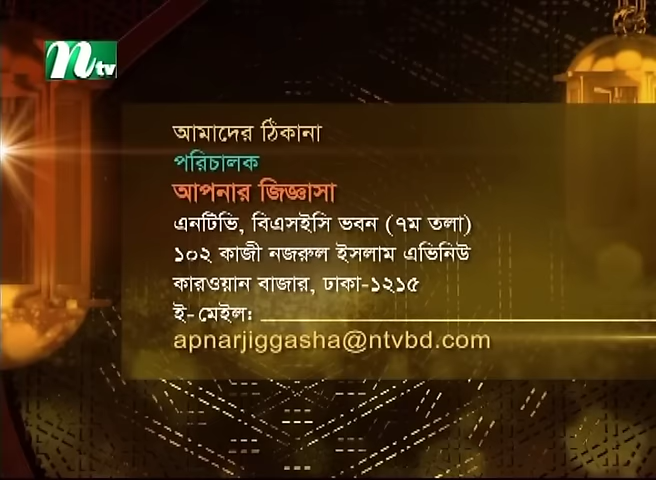 ntv
আমাদের ঠিকানা
পরিচালক
আপনার জিজ্ঞাসা
এনটিভি, বিএসইসি ভবন (৭ম তলা)
১০২ কাজী নজরুল ইসলাম এভিনিউ
কারওয়ান বাজার, ঢাকা-১২১৫
ই-মেইল:
apnarjiggasha@ntvbd.com